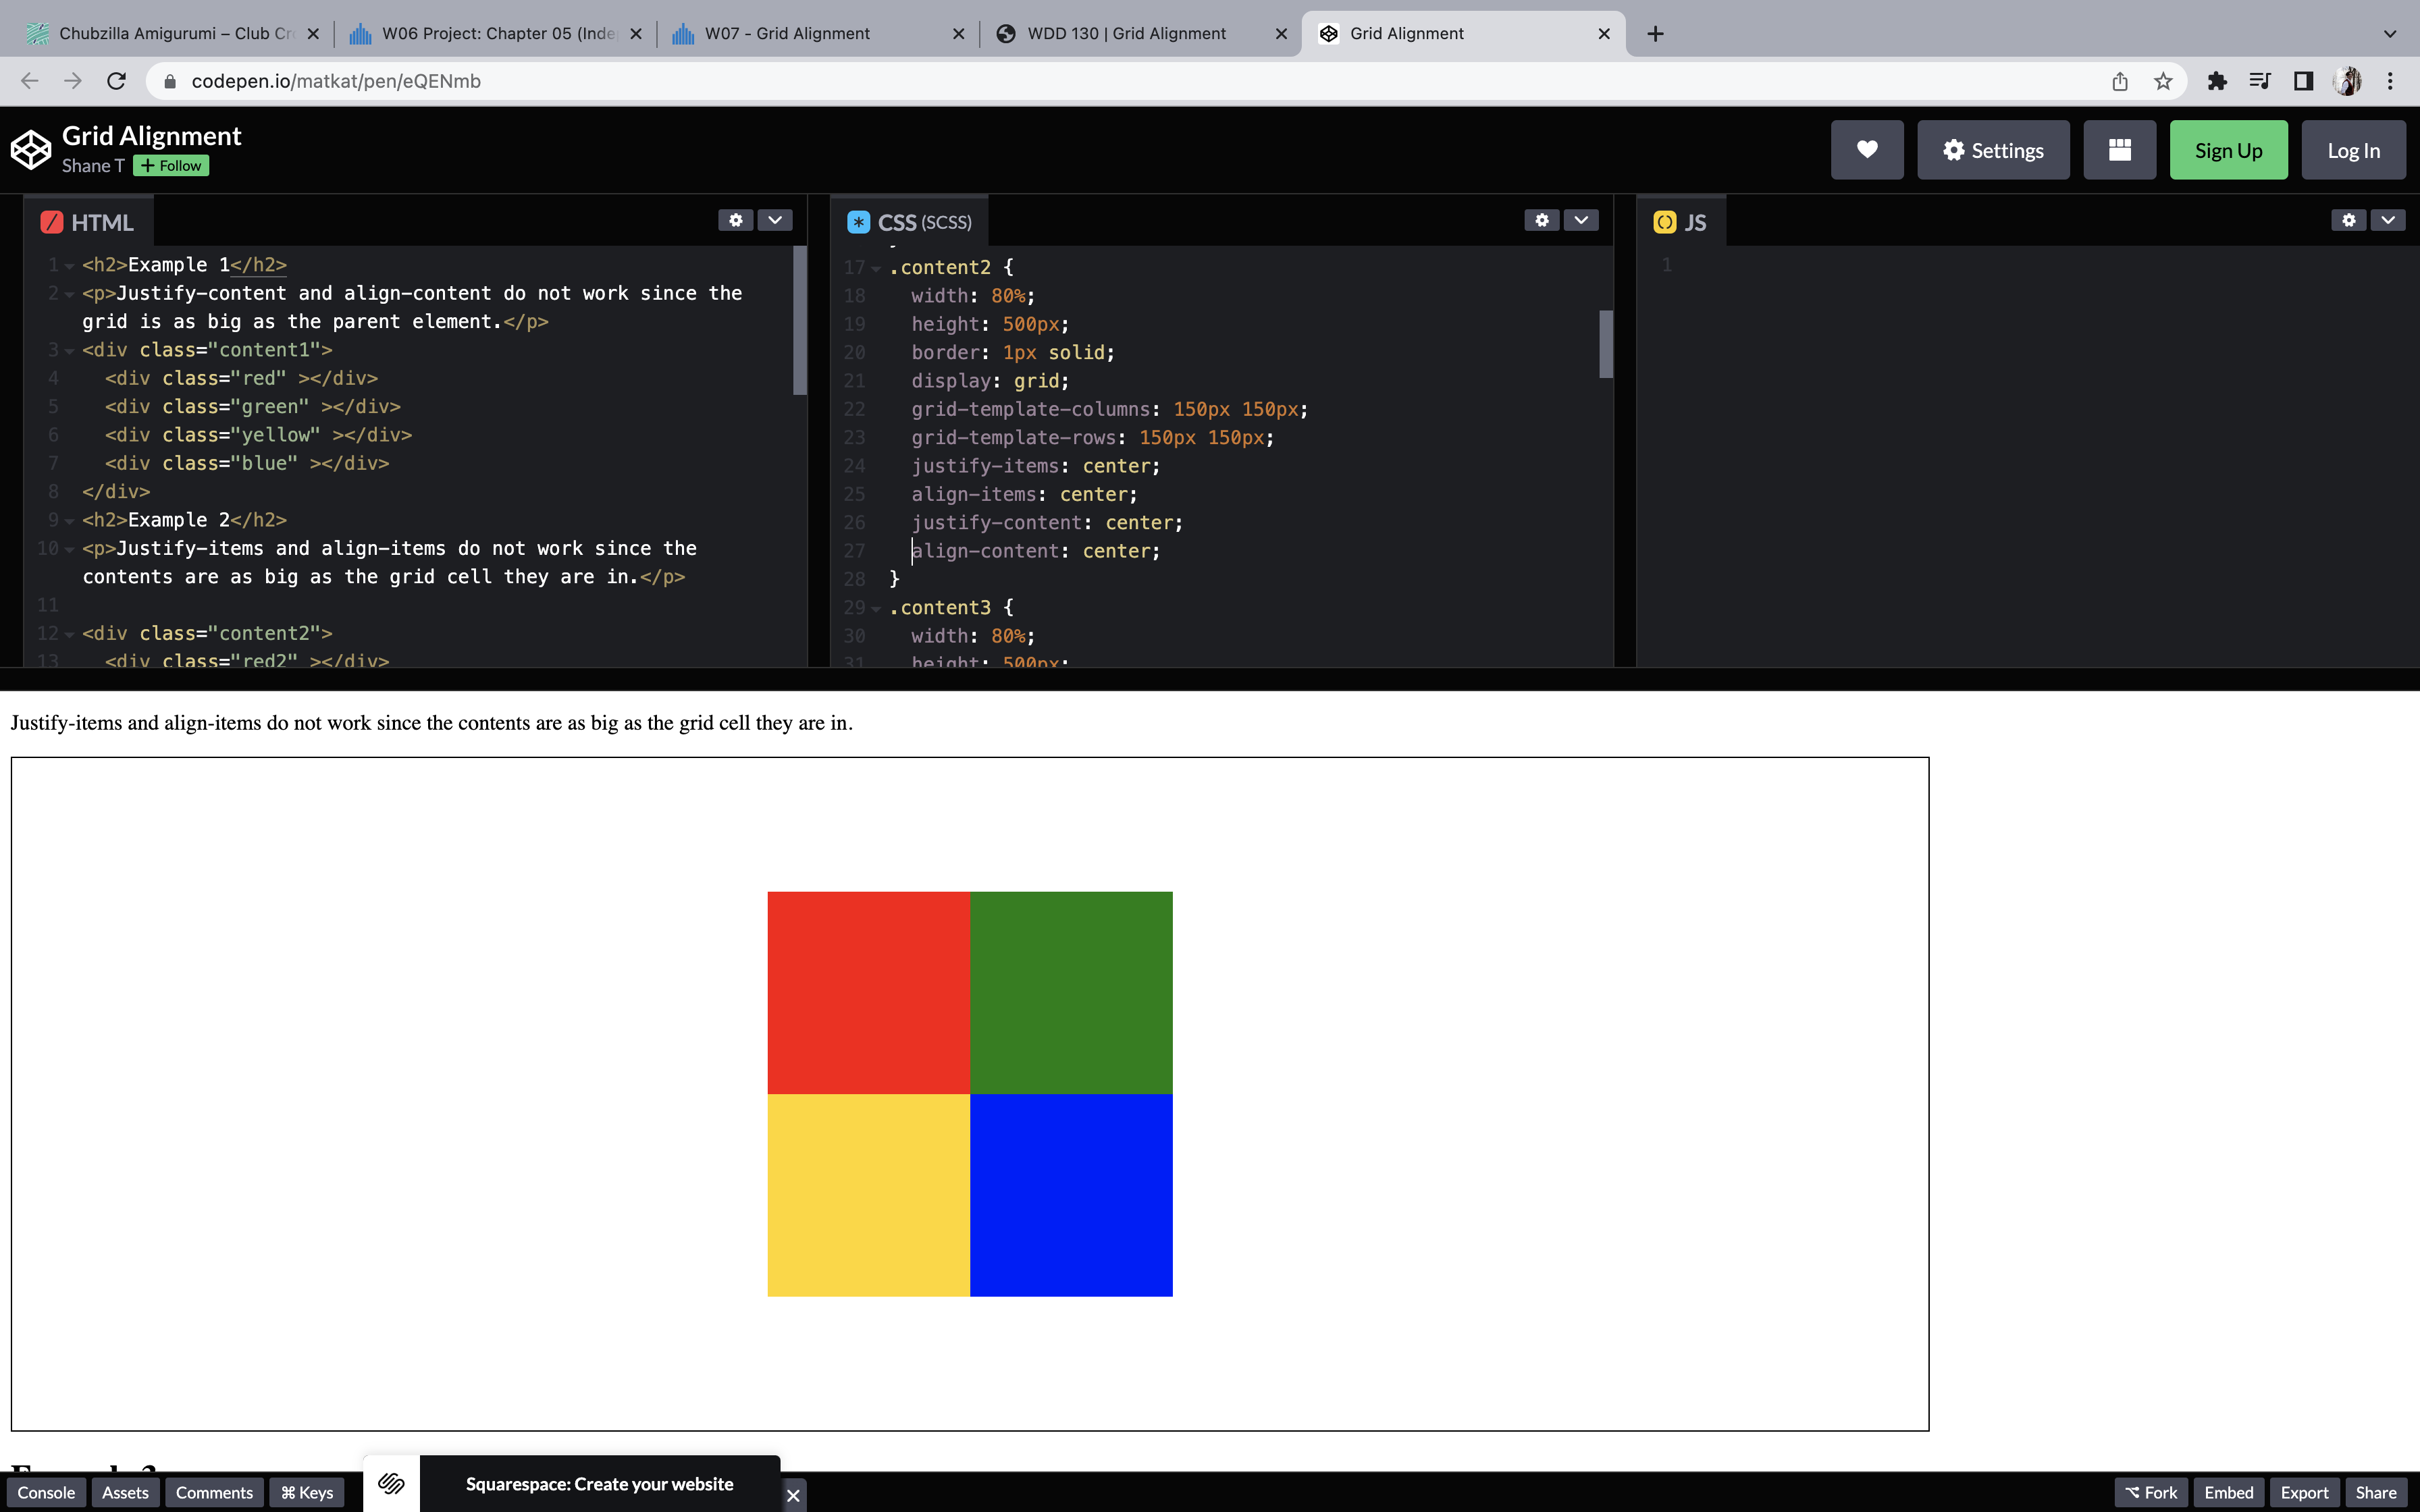 Chubzilla Amigurumi – Club Cr
W06 Project: Chapter 05 (Inde
W07 - Grid Alignment
WDD 130 | Grid Alignment
Grid Alignment
codepen.io/matkat/pen/eQENmb
Grid Alignment
Shane T + Follow
Settings
Sign Up
Log In
HTML
1 <h2>Example 1</h2>
2 <p>Justify-content and align-content do not work since the
grid is as big as the parent element.</p>
3 <div class="content1">
4 <div class="red" ></div>
5 <div class="green" ></div>
6 <div class="yellow" ></div>
7 <div class="blue" ></div>
8 </div>
9 <h2>Example 2</h2>
10 <p>Justify-items and align-items do not work since the
contents are as big as the grid cell they are in.</p>
11
12 <div class="content2">
13 <div class="red2" ></div>
CSS (SCSS)
17 .content2 {
18 width: 80%;
19 height: 500px;
20 border: 1px solid;
21 display: grid;
22 grid-template-columns: 150px 150px;
23 grid-template-rows: 150px 150px;
24 justify-items: center;
25 align-items: center;
26 justify-content: center;
27 align-content: center;
28 }
29 .content3 {
30 width: 80%;
31 height: 500px;
JS
1
Justify-items and align-items do not work since the contents are as big as the grid cell they are in.
Console
Assets
Comments
⌘ Keys
Squarespace: Create your website
Fork
Embed
Export
Share